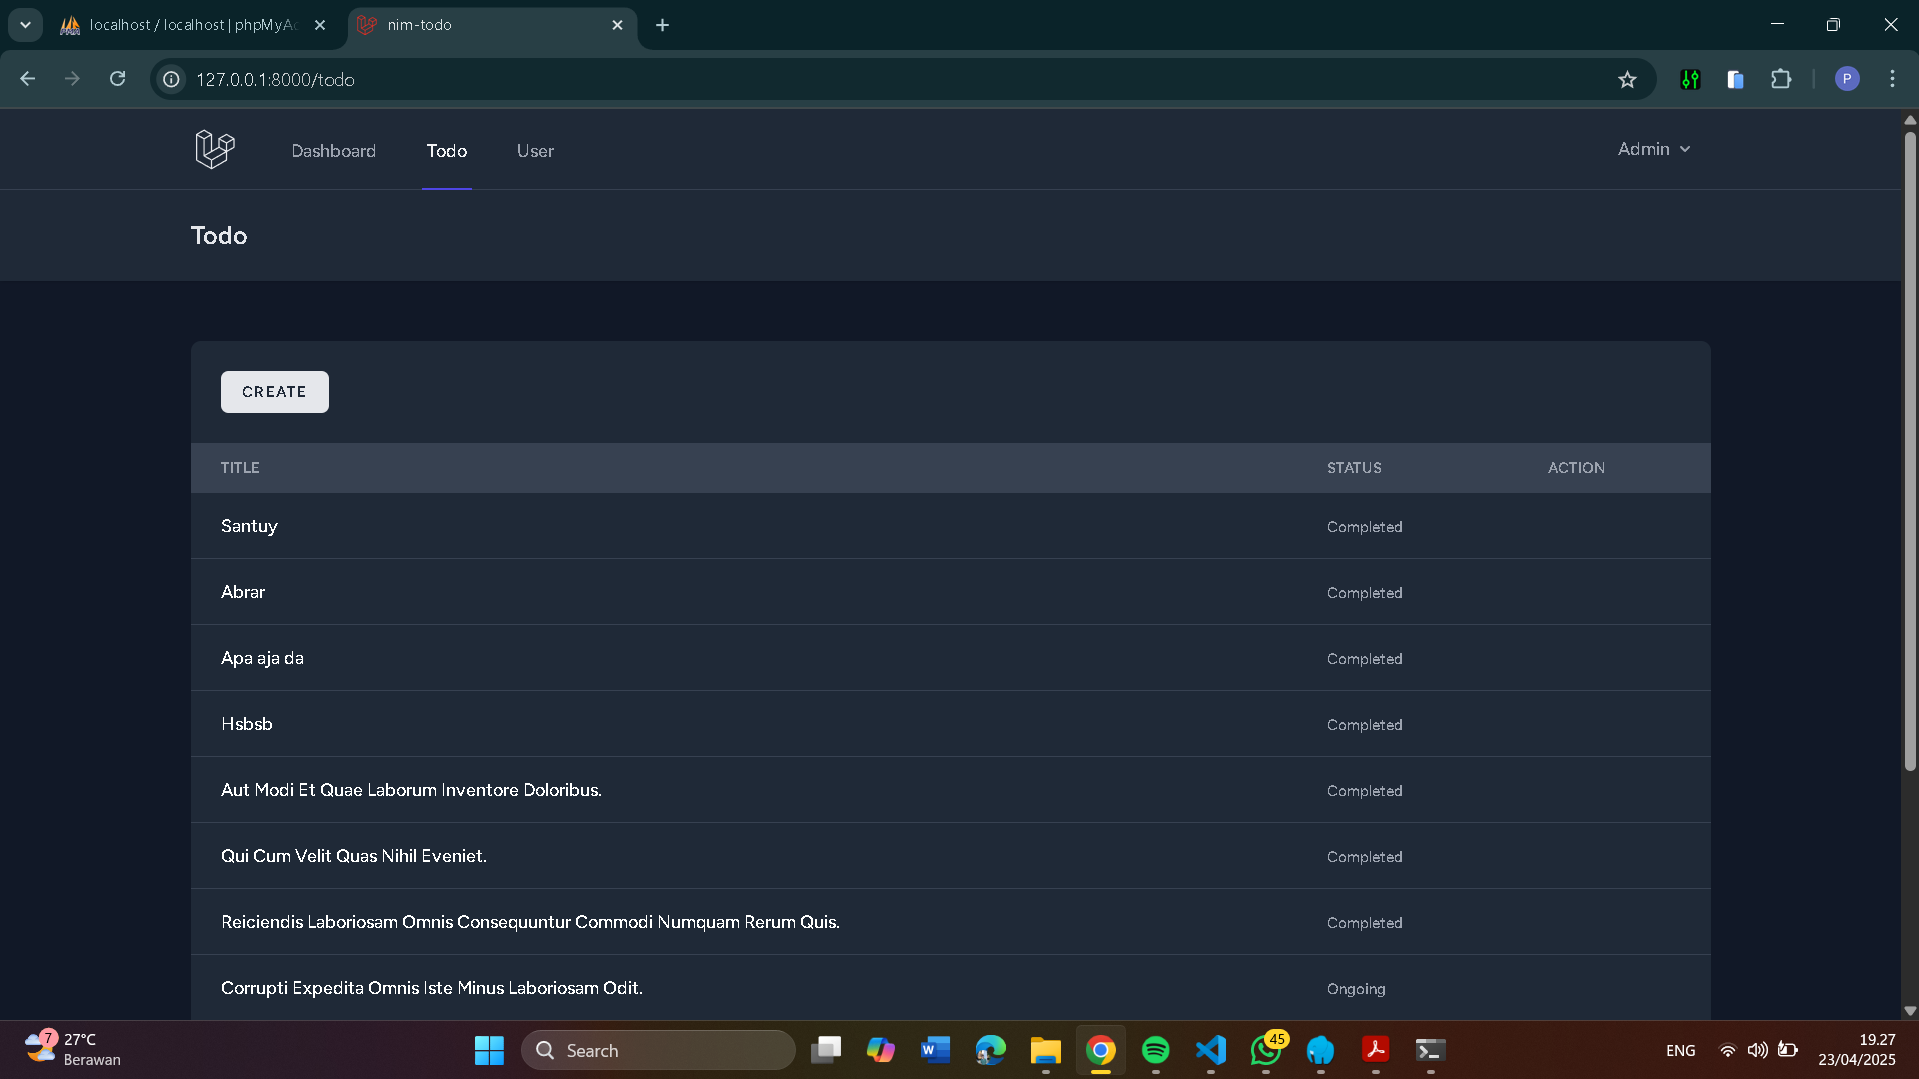 localhost / localhost | phpMyAc
nim-todo
127.0.0.1:8000/todo
P
Dashboard
Todo
User
Admin
Todo
CREATE
TITLE
STATUS
ACTION
Santuy
Completed
Abrar
Completed
Apa aja da
Completed
Hsbsb
Completed
Aut Modi Et Quae Laborum Inventore Doloribus.
Completed
Qui Cum Velit Quas Nihil Eveniet.
Completed
Reiciendis Laboriosam Omnis Consequuntur Commodi Numquam Rerum Quis.
Completed
Corrupti Expedita Omnis Iste Minus Laboriosam Odit.
Ongoing
7
27°C
Berawan
Search
45
ENG
19.27
23/04/2025